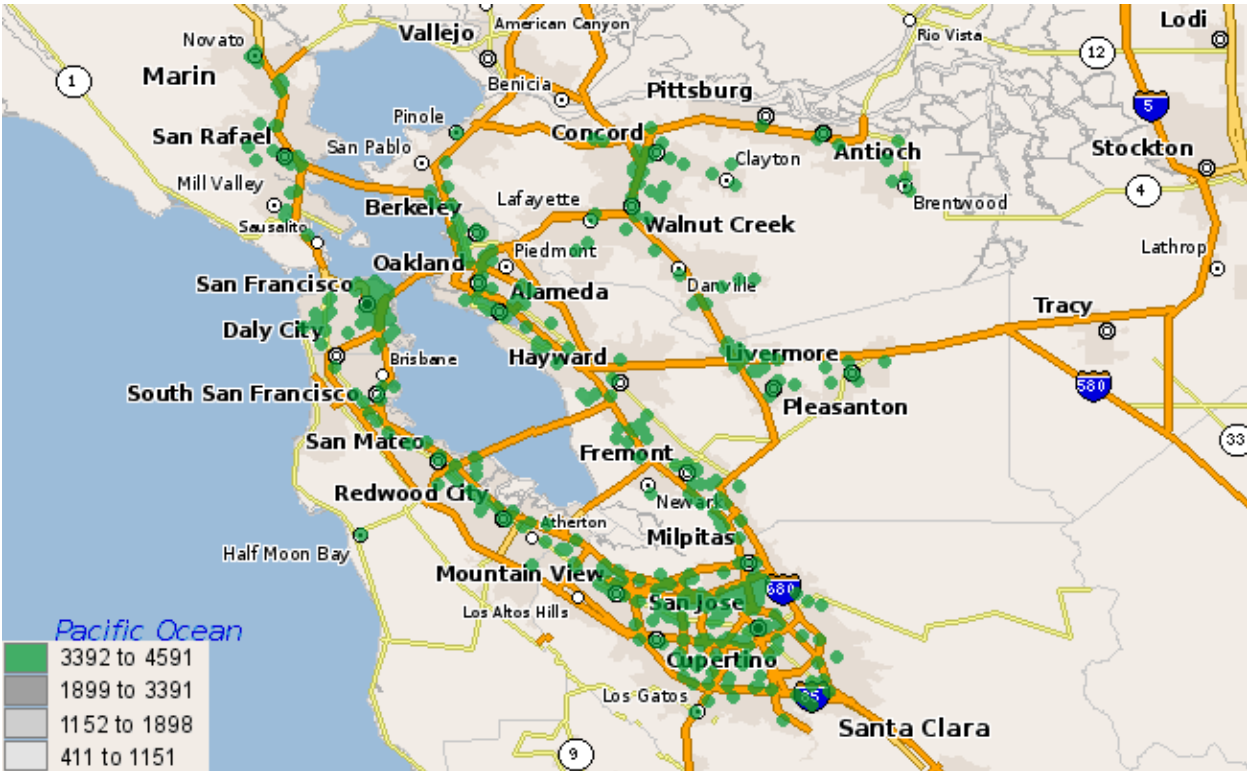 Novato
Vallejo
American Canyon
Rio Vista
Lodi
12
1
Marin
Benicia
Pittsburg
5
Pinole
Concord
San Rafael
San Pablo
Clayton
Antioch
Stockton
Mill Valley
Lafayette
4
Berkeley
Brentwood
Sausalito
Walnut Creek
Oakland
Piedmont
Lathrop
San Francisco
Alameda
Danville
Tracy
Daly City
Brisbane
Hayward
Livermore
580
South San Francisco
Pleasanton
San Mateo
Fremont
33
Redwood City
Newark
Atherton
Milpitas
Half Moon Bay
Mountain View
680
San Jose
Los Altos Hills
Pacific Ocean
3392 to 4591
Cupertino
1899 to 3391
Los Gatos
85
1152 to 1898
Santa Clara
411 to 1151
9